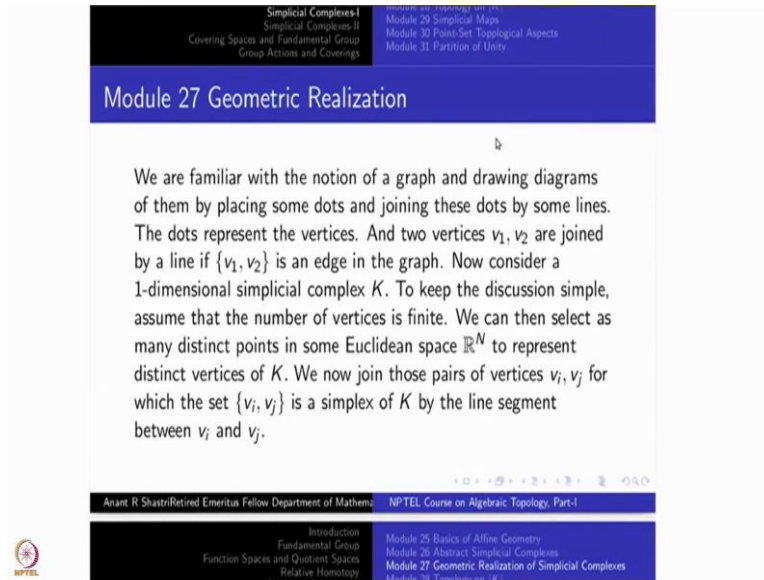 Simplicial Complexes-I
Simplicial Complexes-II
Covering Spaces and Fundamental Group
Group Actions and Coverings
Module 28 Topology on |K|
Module 29 Simplicial Maps
Module 30 Point-Set Topplogical Aspects
Module 31 Partition of Unity
Module 27 Geometric Realization
We are familiar with the notion of a graph and drawing diagrams
of them by placing some dots and joining these dots by some lines.
The dots represent the vertices. And two vertices v₁, v₂ are joined
by a line if {v₁, v₂} is an edge in the graph. Now consider a
1-dimensional simplicial complex K. To keep the discussion simple,
assume that the number of vertices is finite. We can then select as
many distinct points in some Euclidean space ℝᴺ to represent
distinct vertices of K. We now join those pairs of vertices vᵢ, vⱼ for
which the set {vᵢ, vⱼ} is a simplex of K by the line segment
between vᵢ and vⱼ.
Anant R ShastriRetired Emeritus Fellow Department of Mathema
NPTEL Course on Algebraic Topology, Part-I
Introduction
Fundamental Group
Function Spaces and Quotient Spaces
Relative Homotopy
Module 25 Basics of Affine Geometry
Module 26 Abstract Simplicial Complexes
Module 27 Geometric Realization of Simplicial Complexes
Module 28 Topology on |K|
NPTEL